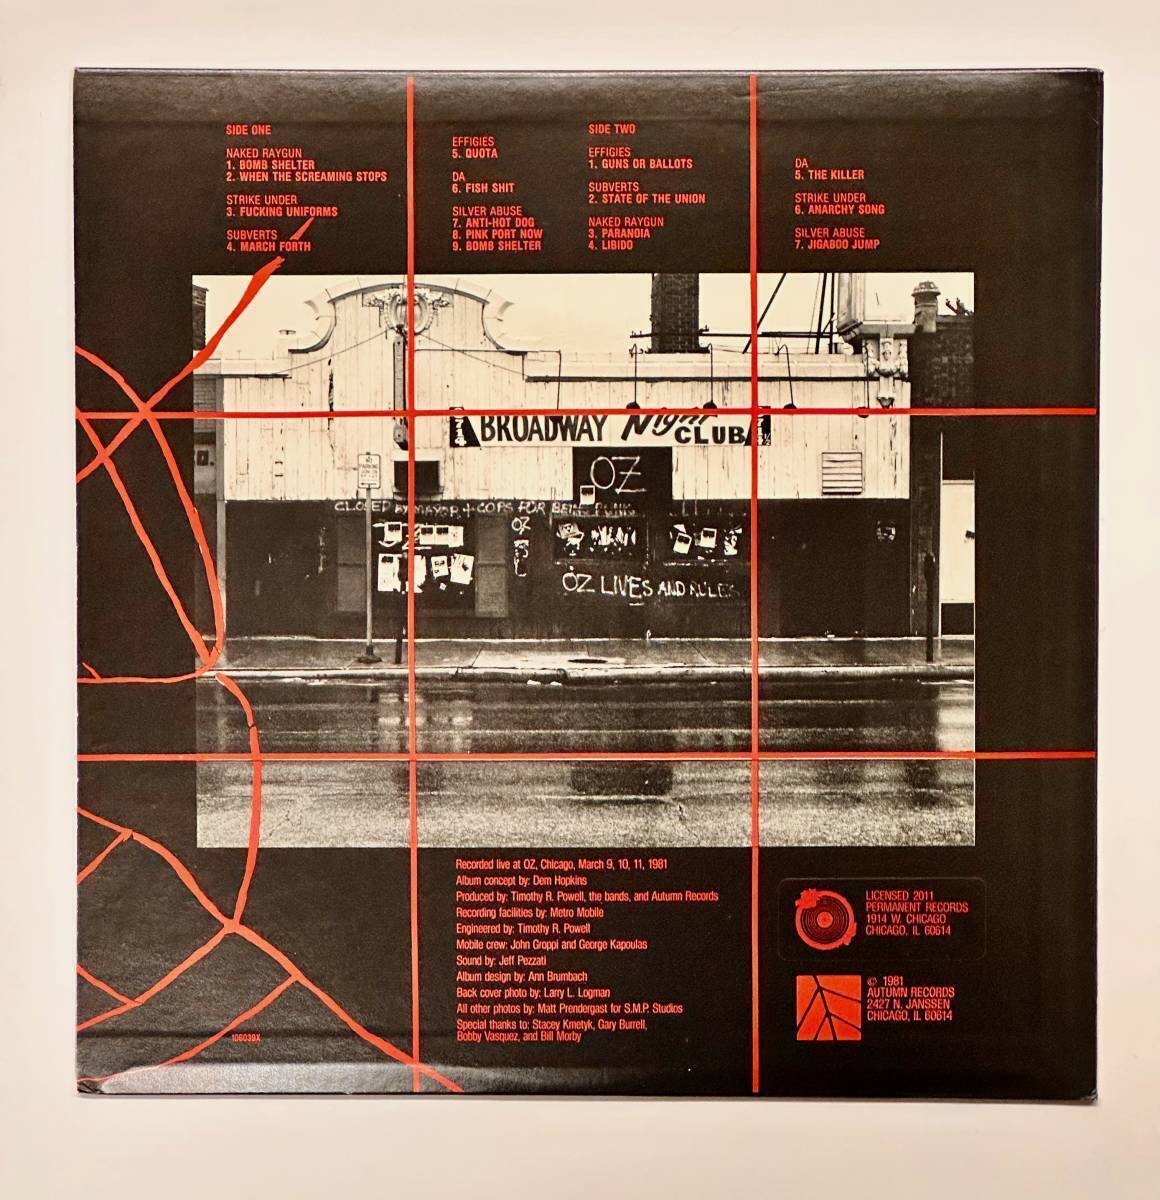 SIDE ONE
NAKED RAYGUN
1. BOMB SHELTER
2. WHEN THE SCREAMING STOPS
STRIKE UNDER
3. FUCKING UNIFORMS
SUBVERTS
4. MARCH FORTH
EFFIGIES
5. QUOTA
DA
6. FISH SHIT
SILVER ABUSE
7. ANTI-HOT DOG
8. PINK PORT NOW
9. BOMB SHELTER
SIDE TWO
EFFIGIES
1. GUNS OR BALLOTS
SUBVERTS
2. STATE OF THE UNION
NAKED RAYGUN
3. PARANOIA
4. LIBIDO
DA
5. THE KILLER
STRIKE UNDER
6. ANARCHY SONG
SILVER ABUSE
7. JIGABOO JUMP
BROADWAY Night CLUB
OZ
NO
PARKING
CLOSED BY MAYOR + COPS FOR BEING PUNK
OZ
OZ LIVES AND RULES
Recorded live at OZ, Chicago, March 9, 10, 11, 1981
Album concept by: Dem Hopkins
Produced by: Timothy R. Powell, the bands, and Autumn Records
Recording facilities by: Metro Mobile
Engineered by: Timothy R. Powell
Mobile crew: John Groppi and George Kapoulas
Sound by: Jeff Pezzati
Album design by: Ann Brumbach
Back cover photo by: Larry L. Logman
All other photos by: Matt Prendergast for S.M.P. Studios
Special thanks to: Stacey Kmetyk, Gary Burrell,
Bobby Vasquez, and Bill Morby
LICENSED 2011
PERMANENT RECORDS
1914 W. CHICAGO
CHICAGO, IL 60614
© 1981
AUTUMN RECORDS
2427 N. JANSSEN
CHICAGO, IL 60614
106039X